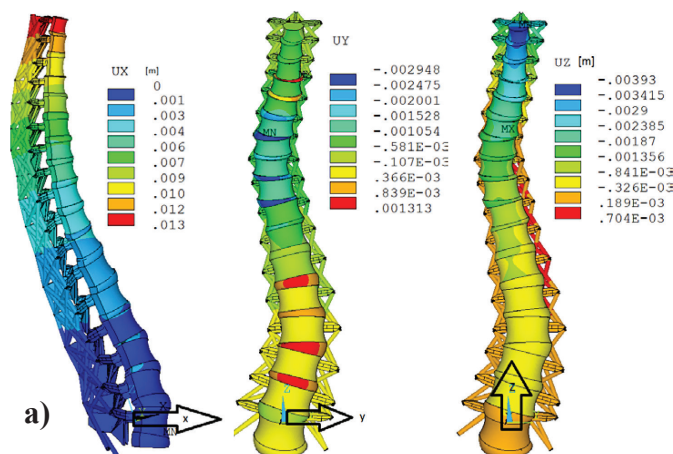 UX [m]
0
.001
.003
.004
.006
.007
.009
.010
.012
.013
a)
x
MN
UY
-.002948
-.002475
-.002001
-.001528
-.001054
-.581E-03
-.107E-03
.366E-03
.839E-03
.001313
MN
Z
y
UZ [m]
-.00393
-.003415
-.0029
-.002385
-.00187
-.001356
-.841E-03
-.326E-03
.189E-03
.704E-03
MX
Z